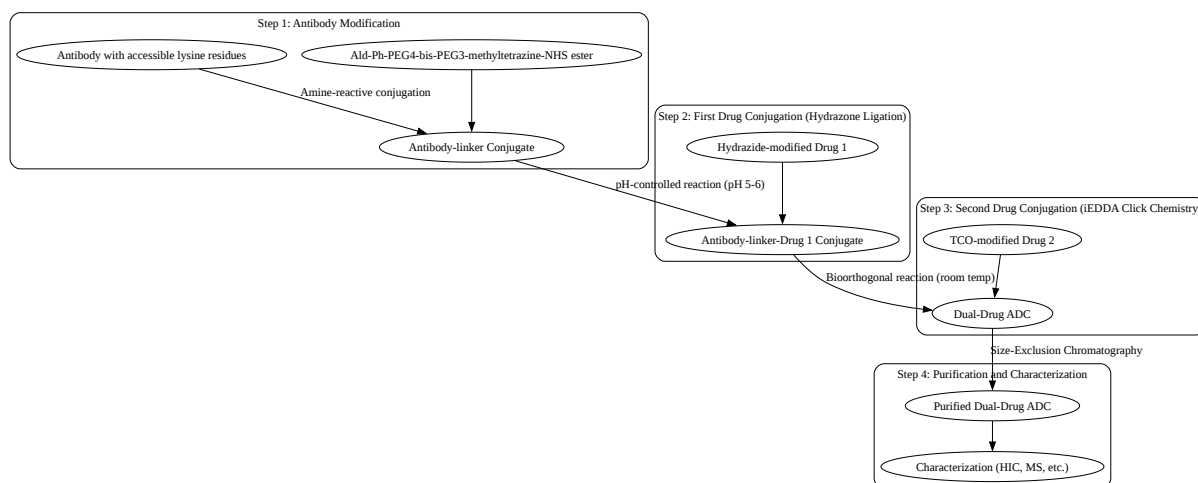 Step 1: Antibody Modification
Antibody with accessible lysine residues
Ald-Ph-PEG4-bis-PEG3-methyltetrazine-NHS ester
Amine-reactive conjugation
Antibody-linker Conjugate
Step 2: First Drug Conjugation (Hydrazone Ligation)
Hydrazide-modified Drug 1
pH-controlled reaction (pH 5-6)
Antibody-linker-Drug 1 Conjugate
Step 3: Second Drug Conjugation (iEDDA Click Chemistry
TCO-modified Drug 2
Bioorthogonal reaction (room temp)
Dual-Drug ADC
Size-Exclusion Chromatography
Step 4: Purification and Characterization
Purified Dual-Drug ADC
Characterization (HIC, MS, etc.)